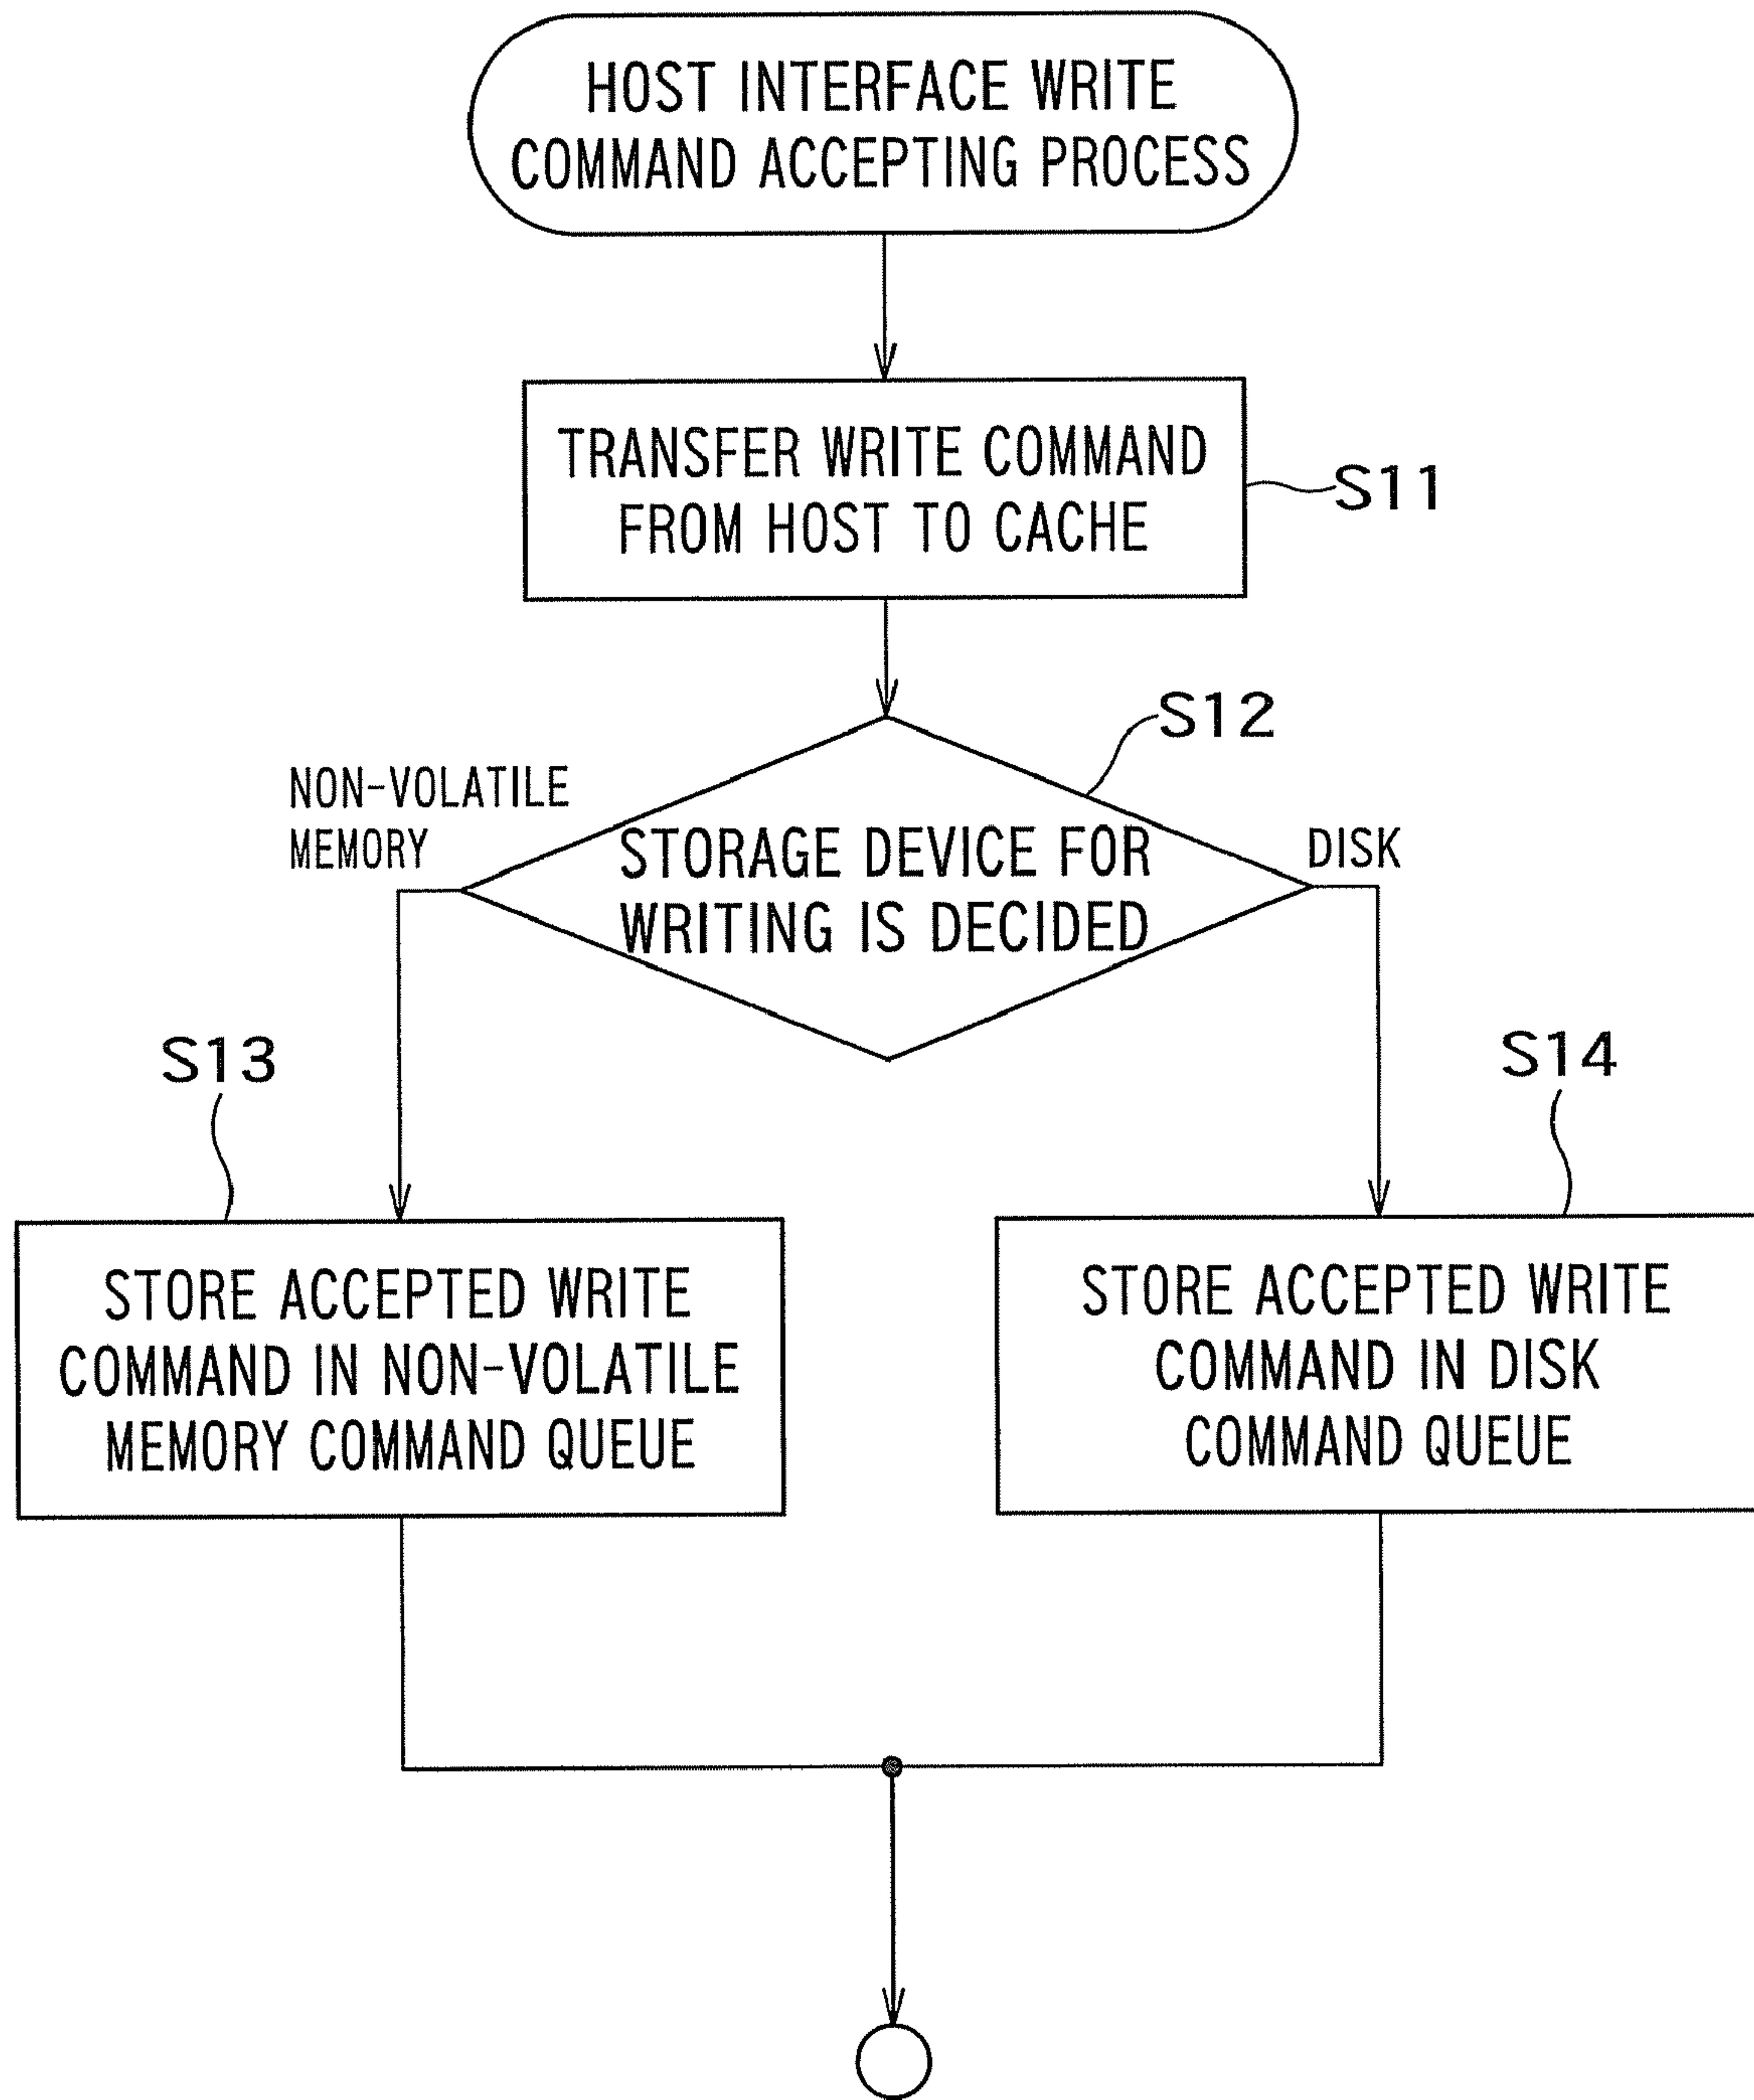 HOST INTERFACE WRITE
COMMAND ACCEPTING PROCESS
TRANSFER WRITE COMMAND
FROM HOST TO CACHE
S11
S12
NON-VOLATILE
MEMORY
STORAGE DEVICE FOR
WRITING IS DECIDED
DISK
S13
S14
STORE ACCEPTED WRITE
COMMAND IN NON-VOLATILE
MEMORY COMMAND QUEUE
STORE ACCEPTED WRITE
COMMAND IN DISK
COMMAND QUEUE